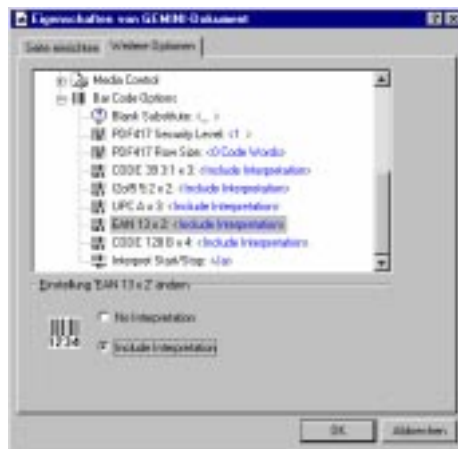 Eigenschaften von GEMINI-Dokument
Seite einrichten Weitere Optionen
Media Control
Bar Code Options
Blank Substitute: <_ >
PDF417 Security Level: <1 >
PDF417 Row Size: <0 Code Words>
CODE 39 3:1 x 3: <Include Interpretation>
I2of5 5:2 x 2: <Include Interpretation>
UPC A x 3: <Include Interpretation>
EAN 13 x 2: <Include Interpretation>
CODE 128 B x 4: <Include Interpretation>
Interpret Start/Stop:
Einstellung 'EAN 13 x 2' ändern
No Interpretation
1234
Include Interpretation
OK Abbrechen